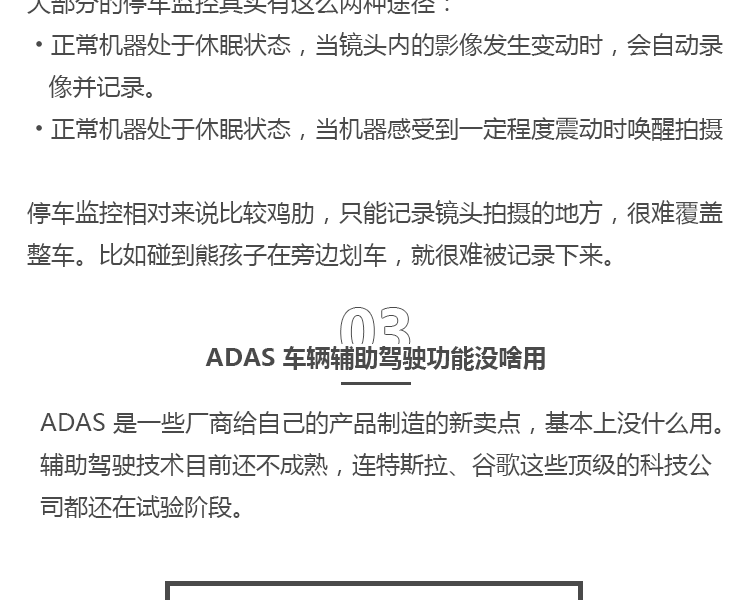 大部分的停车监控其实有这么两种途径：
• 正常机器处于休眠状态，当镜头内的影像发生变动时，会自动录
像并记录。
• 正常机器处于休眠状态，当机器感受到一定程度震动时唤醒拍摄
停车监控相对来说比较鸡肋，只能记录镜头拍摄的地方，很难覆盖
整车。比如碰到熊孩子在旁边划车，就很难被记录下来。
03
ADAS 车辆辅助驾驶功能没啥用
ADAS 是一些厂商给自己的产品制造的新卖点，基本上没什么用。
辅助驾驶技术目前还不成熟，连特斯拉、谷歌这些顶级的科技公
司都还在试验阶段。